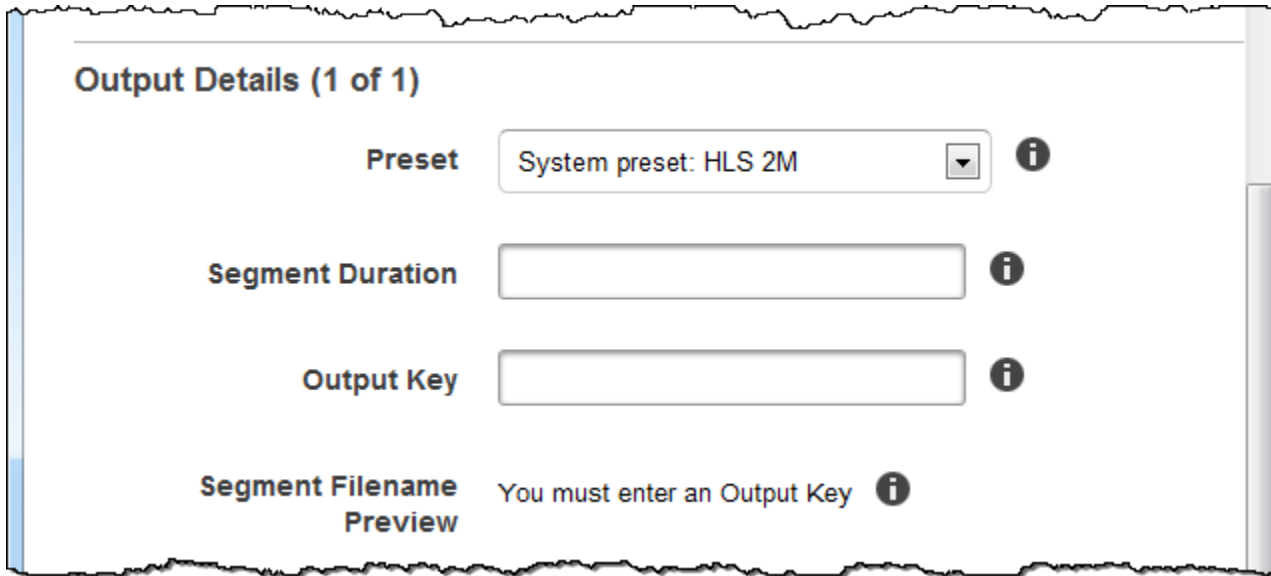 Output Details (1 of 1)
Preset
System preset: HLS 2M
Segment Duration
Output Key
Segment Filename
Preview
You must enter an Output Key